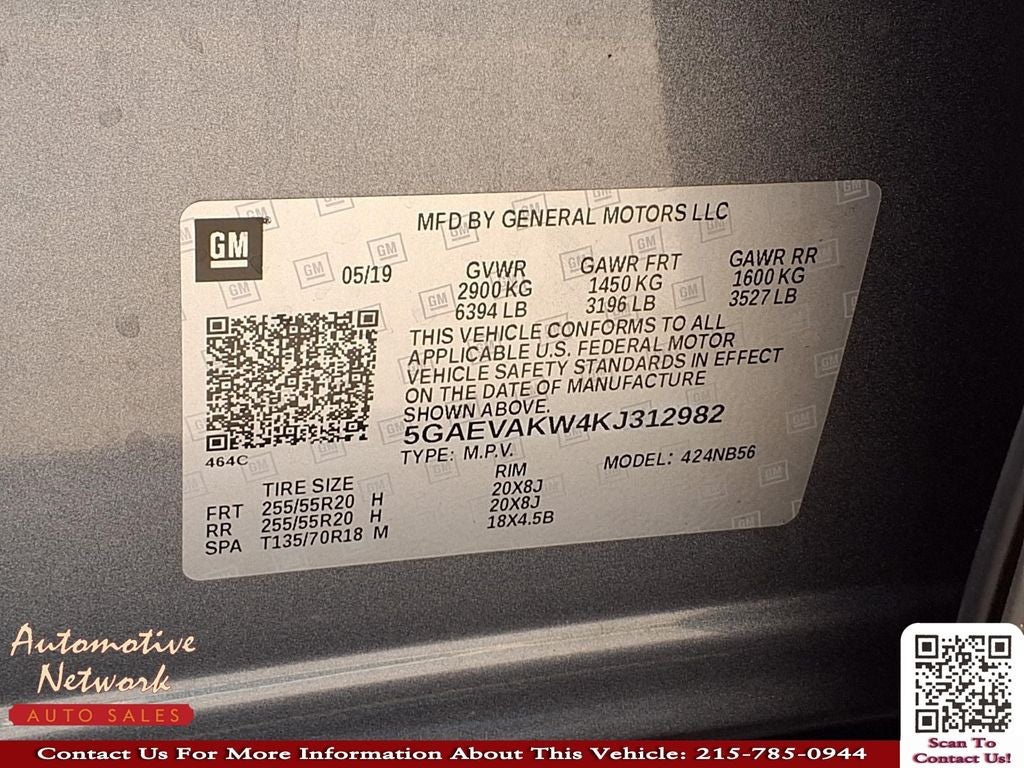 MFD BY GENERAL MOTORS LLC
GM
05/19
GVWR GAWR FRT GAWR RR
2900 KG 1450 KG 1600 KG
6394 LB 3196 LB 3527 LB
THIS VEHICLE CONFORMS TO ALL
APPLICABLE U.S. FEDERAL MOTOR
VEHICLE SAFETY STANDARDS IN EFFECT
ON THE DATE OF MANUFACTURE
SHOWN ABOVE.
5GAEVAKW4KJ312982
464C
TYPE: M.P.V. MODEL: 424NB56
TIRE SIZE RIM
FRT 255/55R20 H 20X8J
RR 255/55R20 H 20X8J
SPA T135/70R18 M 18X4.5B
Automotive
Network
AUTO SALES
Contact Us For More Information About This Vehicle: 215-785-0944
Scan To
Contact Us!